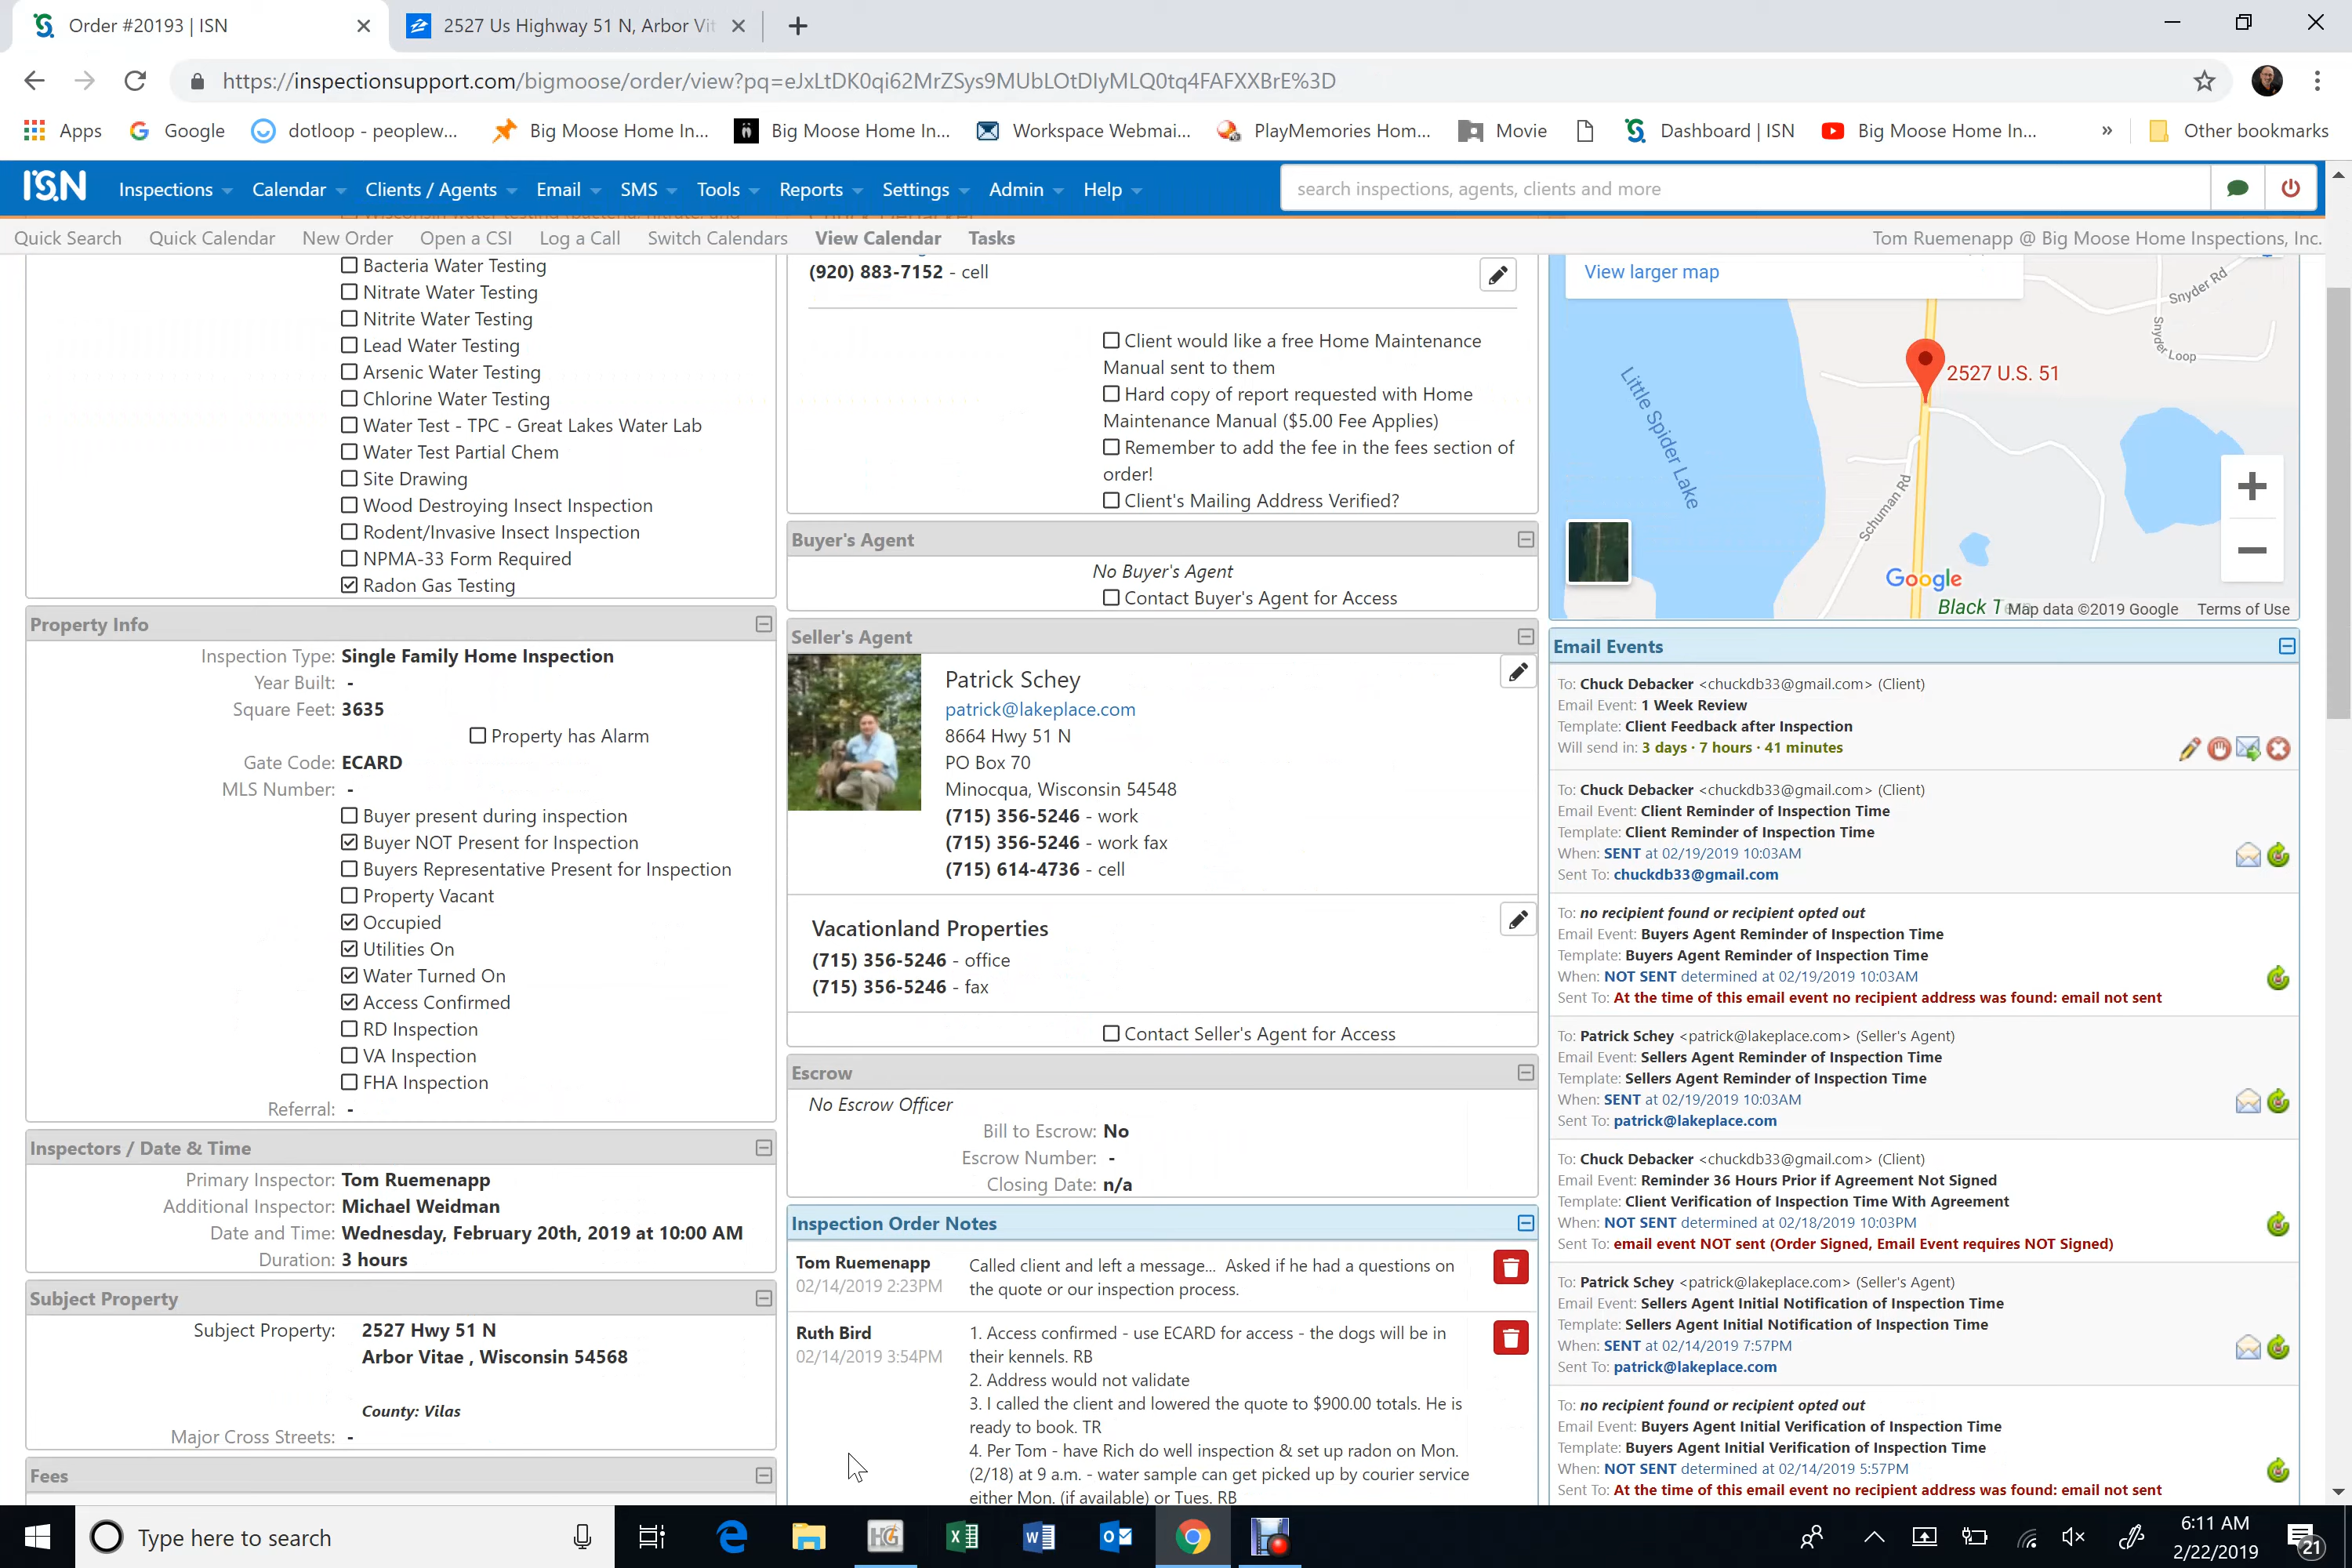 Order #20193 | ISN
2527 Us Highway 51 N, Arbor Vit
https://inspectionsupport.com/bigmoose/order/view?pq=eJxLtDK0qi62MrZSys9MUbLOtDIyMLQ0tq4FAFXXBrE%3D
Apps
Google
dotloop - peoplew...
Big Moose Home In...
Big Moose Home In...
Workspace Webmai...
PlayMemories Hom...
Movie
Dashboard | ISN
Big Moose Home In...
»
Other bookmarks
ISN
Inspections
Calendar
Clients / Agents
Email
SMS
Tools
Reports
Settings
Admin
Help
search inspections, agents, clients and more
Quick Search
Quick Calendar
New Order
Open a CSI
Log a Call
Switch Calendars
View Calendar
Tasks
Tom Ruemenapp @ Big Moose Home Inspections, Inc.
Bacteria Water Testing
Nitrate Water Testing
Nitrite Water Testing
Lead Water Testing
Arsenic Water Testing
Chlorine Water Testing
Water Test - TPC - Great Lakes Water Lab
Water Test Partial Chem
Site Drawing
Wood Destroying Insect Inspection
Rodent/Invasive Insect Inspection
NPMA-33 Form Required
Radon Gas Testing
Property Info
Inspection Type: Single Family Home Inspection
Year Built: -
Square Feet: 3635
Property has Alarm
Gate Code: ECARD
MLS Number: -
Buyer present during inspection
Buyer NOT Present for Inspection
Buyers Representative Present for Inspection
Property Vacant
Occupied
Utilities On
Water Turned On
Access Confirmed
RD Inspection
VA Inspection
FHA Inspection
Referral: -
Inspectors / Date & Time
Primary Inspector: Tom Ruemenapp
Additional Inspector: Michael Weidman
Date and Time: Wednesday, February 20th, 2019 at 10:00 AM
Duration: 3 hours
Subject Property
Subject Property: 2527 Hwy 51 N
Arbor Vitae , Wisconsin 54568
County: Vilas
Major Cross Streets: -
Fees
(920) 883-7152 - cell
Client would like a free Home Maintenance
Manual sent to them
Hard copy of report requested with Home
Maintenance Manual ($5.00 Fee Applies)
Remember to add the fee in the fees section of
order!
Client's Mailing Address Verified?
Buyer's Agent
No Buyer's Agent
Contact Buyer's Agent for Access
Seller's Agent
Patrick Schey
patrick@lakeplace.com
8664 Hwy 51 N
PO Box 70
Minocqua, Wisconsin 54548
(715) 356-5246 - work
(715) 356-5246 - work fax
(715) 614-4736 - cell
Vacationland Properties
(715) 356-5246 - office
(715) 356-5246 - fax
Contact Seller's Agent for Access
Escrow
No Escrow Officer
Bill to Escrow: No
Escrow Number: -
Closing Date: n/a
Inspection Order Notes
Tom Ruemenapp
02/14/2019 2:23PM
Called client and left a message... Asked if he had a questions on
the quote or our inspection process.
Ruth Bird
02/14/2019 3:54PM
1. Access confirmed - use ECARD for access - the dogs will be in
their kennels. RB
2. Address would not validate
3. I called the client and lowered the quote to $900.00 totals. He is
ready to book. TR
4. Per Tom - have Rich do well inspection & set up radon on Mon.
(2/18) at 9 a.m. - water sample can get picked up by courier service
either Mon. (if available) or Tues. RB
View larger map
Snyder Rd
Snyder Loop
2527 U.S. 51
Little Spider Lake
Schuman Rd
Google
Black T
Map data ©2019 Google
Terms of Use
Email Events
To: Chuck Debacker <chuckdb33@gmail.com> (Client)
Email Event: 1 Week Review
Template: Client Feedback after Inspection
Will send in: 3 days · 7 hours · 41 minutes
To: Chuck Debacker <chuckdb33@gmail.com> (Client)
Email Event: Client Reminder of Inspection Time
Template: Client Reminder of Inspection Time
When: SENT at 02/19/2019 10:03AM
Sent To: chuckdb33@gmail.com
To: no recipient found or recipient opted out
Email Event: Buyers Agent Reminder of Inspection Time
Template: Buyers Agent Reminder of Inspection Time
When: NOT SENT determined at 02/19/2019 10:03AM
Sent To: At the time of this email event no recipient address was found: email not sent
To: Patrick Schey <patrick@lakeplace.com> (Seller's Agent)
Email Event: Sellers Agent Reminder of Inspection Time
Template: Sellers Agent Reminder of Inspection Time
When: SENT at 02/19/2019 10:03AM
Sent To: patrick@lakeplace.com
To: Chuck Debacker <chuckdb33@gmail.com> (Client)
Email Event: Reminder 36 Hours Prior if Agreement Not Signed
Template: Client Verification of Inspection Time With Agreement
When: NOT SENT determined at 02/18/2019 10:03PM
Sent To: email event NOT sent (Order Signed, Email Event requires NOT Signed)
To: Patrick Schey <patrick@lakeplace.com> (Seller's Agent)
Email Event: Sellers Agent Initial Notification of Inspection Time
Template: Sellers Agent Initial Notification of Inspection Time
When: SENT at 02/14/2019 7:57PM
Sent To: patrick@lakeplace.com
To: no recipient found or recipient opted out
Email Event: Buyers Agent Initial Verification of Inspection Time
Template: Buyers Agent Initial Verification of Inspection Time
When: NOT SENT determined at 02/14/2019 5:57PM
Sent To: At the time of this email event no recipient address was found: email not sent
Type here to search
HG
6:11 AM
2/22/2019
21